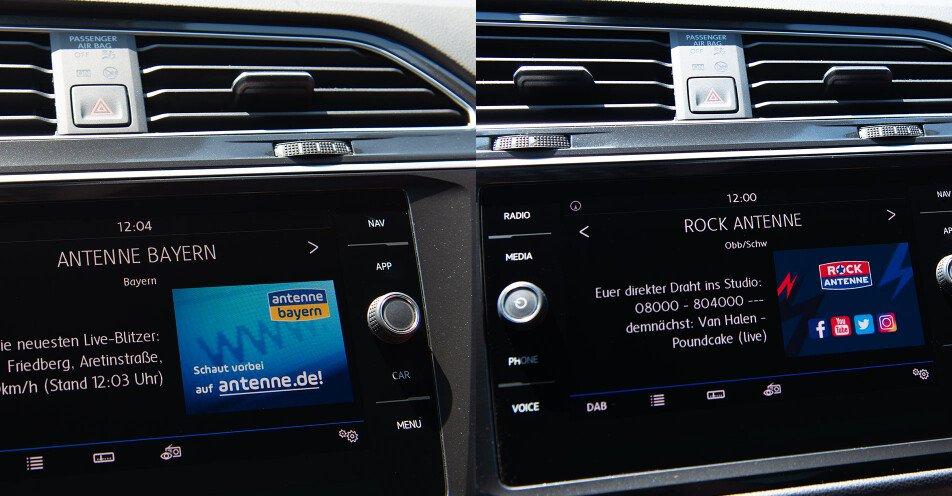 PASSENGER
AIR BAG
OFF
12:04
ANTENNE BAYERN
Bayern
ie neuesten Live-Blitzer:
Friedberg, Aretinstraße,
0km/h (Stand 12:03 Uhr)
antenne
bayern
Schaut vorbei
auf antenne.de!
NAV
APP
CAR
MENU
PASSENGER
AIR BAG
OFF
RADIO
MEDIA
PHONE
VOICE
12:00
ROCK ANTENNE
Obb/Schw
Euer direkter Draht ins Studio:
08000 - 804000 ---
demnächst: Van Halen -
Poundcake (live)
ROCK
ANTENNE
You
Tube
DAB
NAV